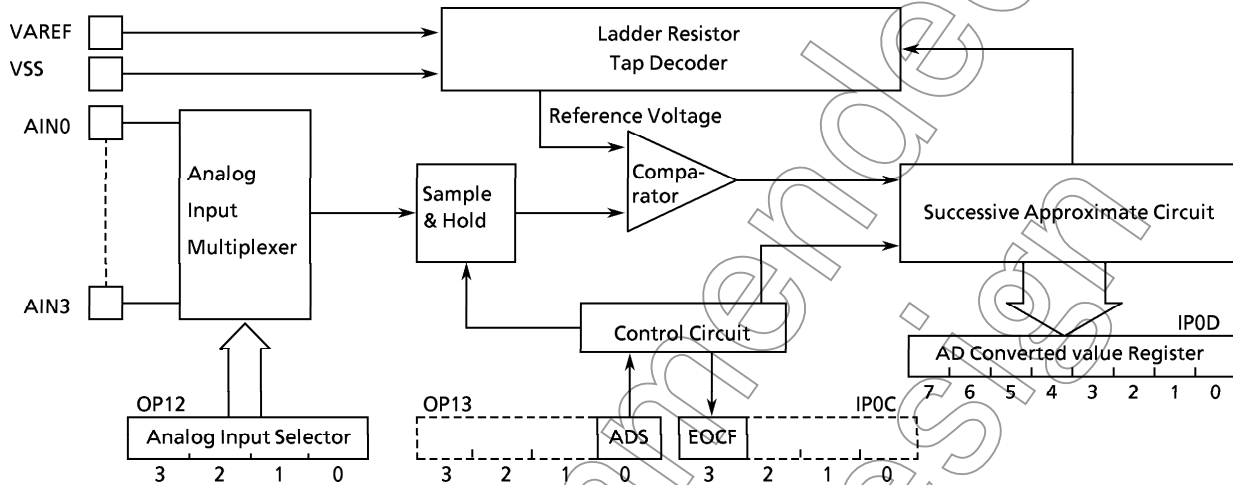 VAREF
VSS
AIN0
AIN3
Ladder Resistor
Tap Decoder
Reference Voltage
Analog
Input
Multiplexer
Sample
& Hold
Compa-
rator
Successive Approximate Circuit
Control Circuit
IP0D
AD Converted value Register
7 6 5 4 3 2 1 0
OP12
Analog Input Selector
3 2 1 0
OP13
ADS
3 2 1 0
IP0C
EOCF
3 2 1 0